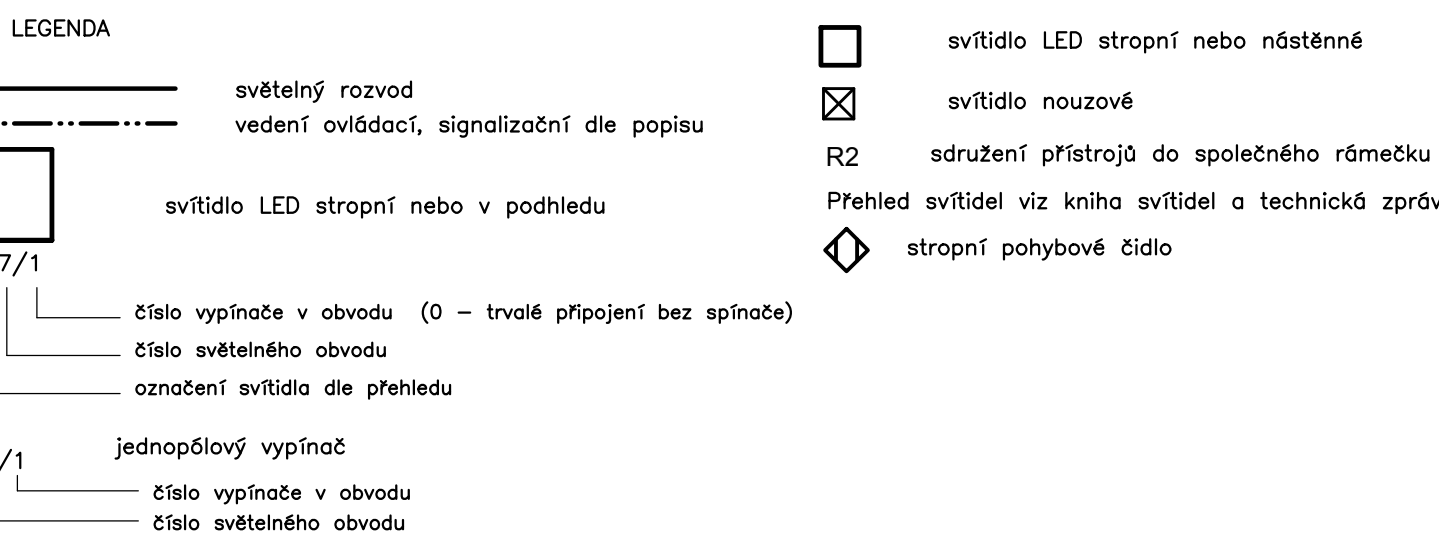 LEGENDA
světelný rozvod
vedení ovládací, signalizační dle popisu
svítidlo LED stropní nebo v podhledu
7/1
číslo vypínače v obvodu (0 – trvalé připojení bez spínače)
číslo světelného obvodu
označení svítidla dle přehledu
jednopólový vypínač
/1
číslo vypínače v obvodu
číslo světelného obvodu
svítidlo LED stropní nebo nástěnné
svítidlo nouzové
R2 sdružení přístrojů do společného rámečku
Přehled svítidel viz kniha svítidel a technická zpráv
stropní pohybové čidlo